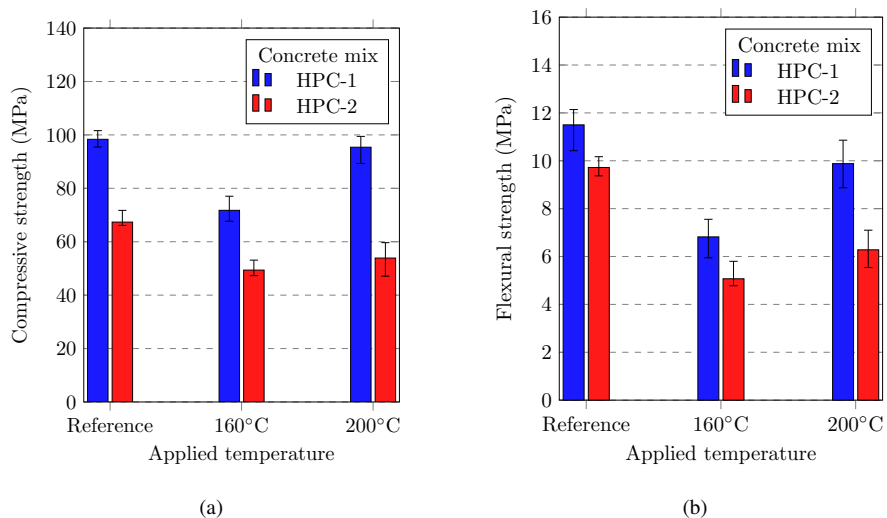 140
120
100
80
60
40
20
0
Compressive strength (MPa)
Concrete mix
HPC-1
HPC-2
Reference 160°C 200°C
Applied temperature
(a)
16
14
12
10
8
6
4
2
0
Flexural strength (MPa)
Concrete mix
HPC-1
HPC-2
Reference 160°C 200°C
Applied temperature
(b)